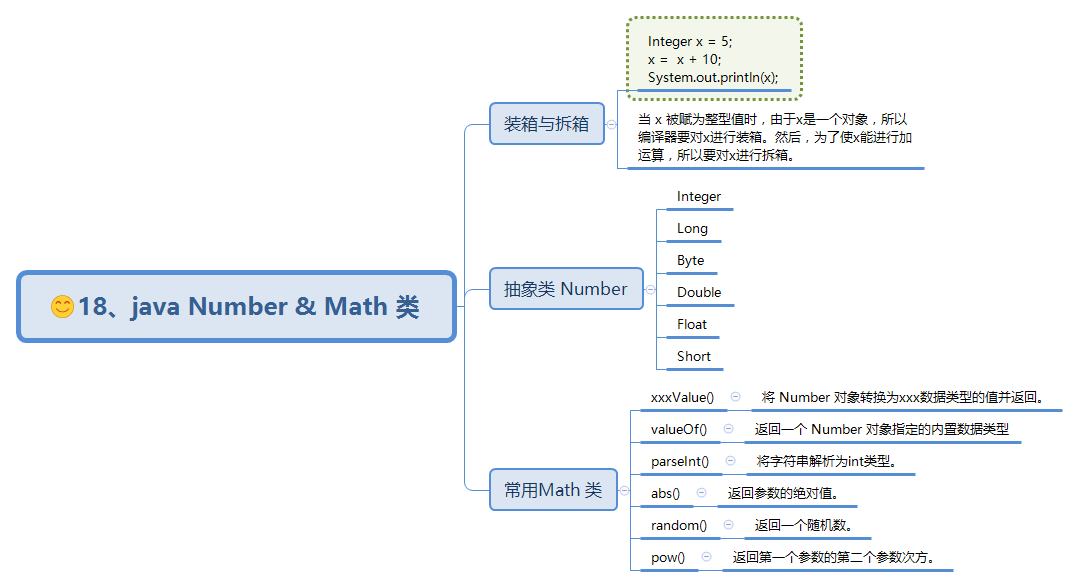 😊18、java Number & Math 类
装箱与拆箱
Integer x = 5;
x =  x + 10;
System.out.println(x);
当 x 被赋为整型值时，由于x是一个对象，所以
编译器要对x进行装箱。然后，为了使x能进行加
运算，所以要对x进行拆箱。
抽象类 Number
Integer
Long
Byte
Double
Float
Short
常用Math 类
xxxValue() 将 Number 对象转换为xxx数据类型的值并返回。
valueOf() 返回一个 Number 对象指定的内置数据类型
parseInt() 将字符串解析为int类型。
abs() 返回参数的绝对值。
random() 返回一个随机数。
pow() 返回第一个参数的第二个参数次方。